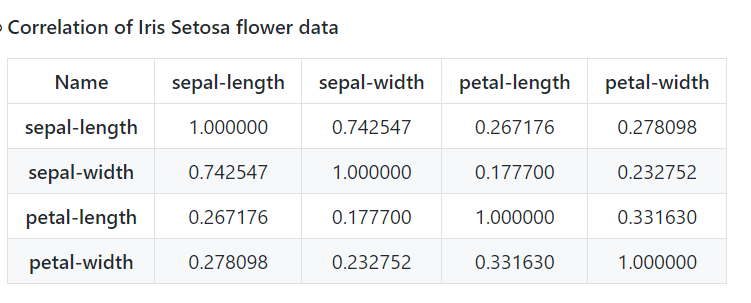 Correlation of Iris Setosa flower data
Name sepal-length sepal-width petal-length petal-width
sepal-length 1.000000 0.742547 0.267176 0.278098
sepal-width 0.742547 1.000000 0.177700 0.232752
petal-length 0.267176 0.177700 1.000000 0.331630
petal-width 0.278098 0.232752 0.331630 1.000000